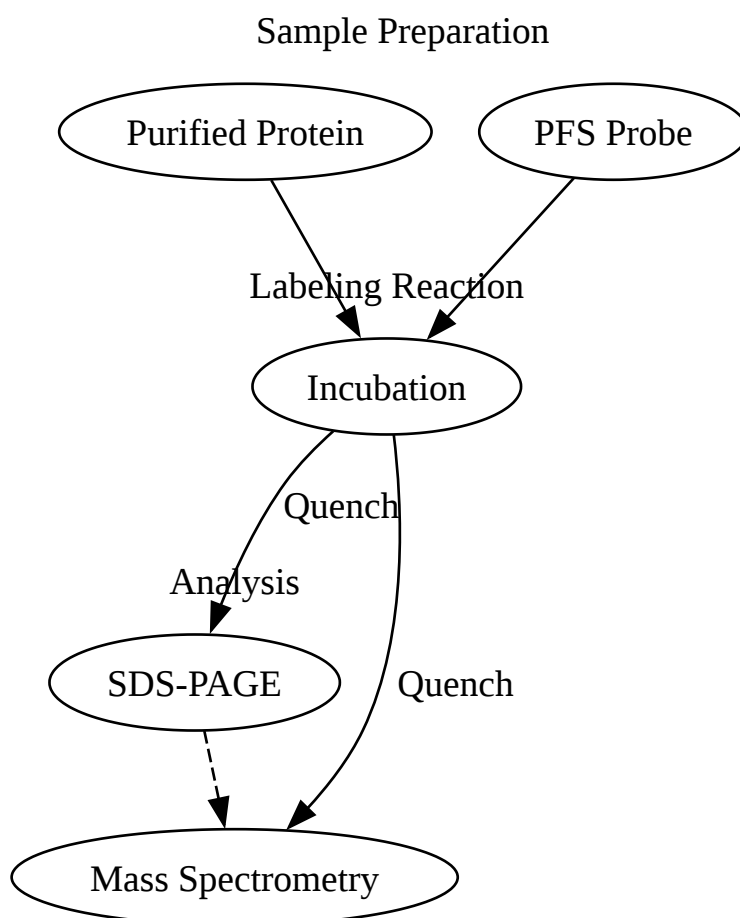 Sample Preparation
Purified Protein
PFS Probe
Labeling Reaction
Incubation
Quench
Analysis
SDS-PAGE
Quench
Mass Spectrometry